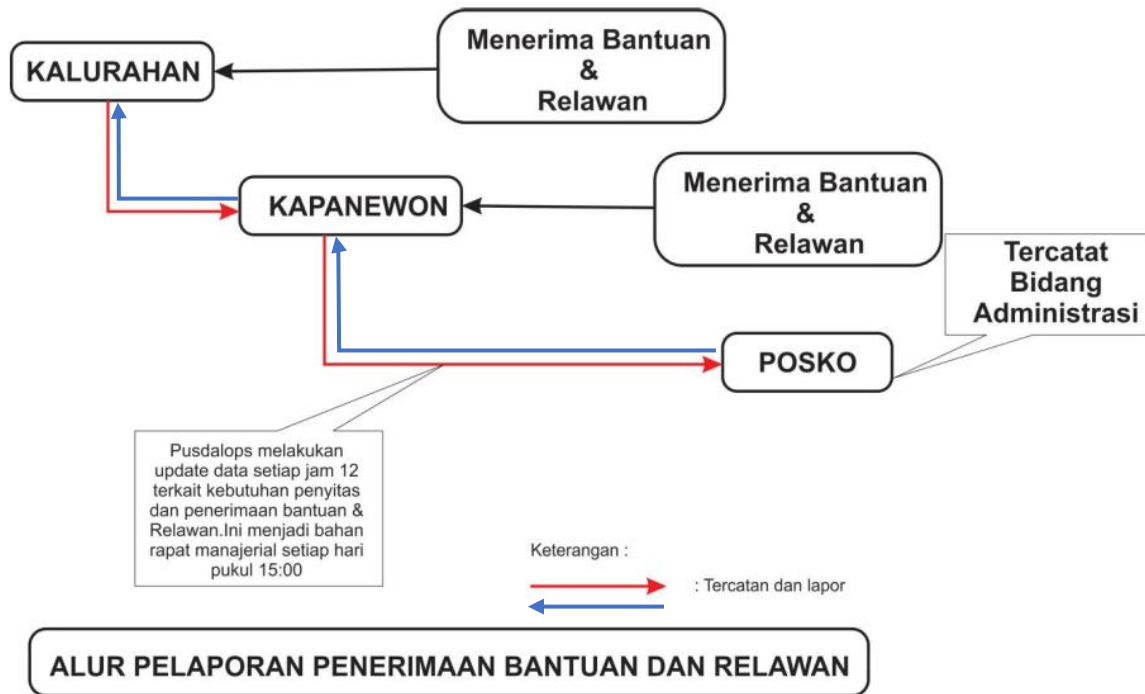 Menerima Bantuan
&
Relawan
KALURAHAN
Menerima Bantuan
&
Relawan
KAPANEWON
Tercatat
Bidang
Administrasi
POSKO
Pusdalops melakukan
update data setiap jam 12
terkait kebutuhan penyitas
dan penerimaan bantuan &
Relawan.Ini menjadi bahan
rapat manajerial setiap hari
pukul 15:00
Keterangan :
: Tercatan dan lapor
ALUR PELAPORAN PENERIMAAN BANTUAN DAN RELAWAN